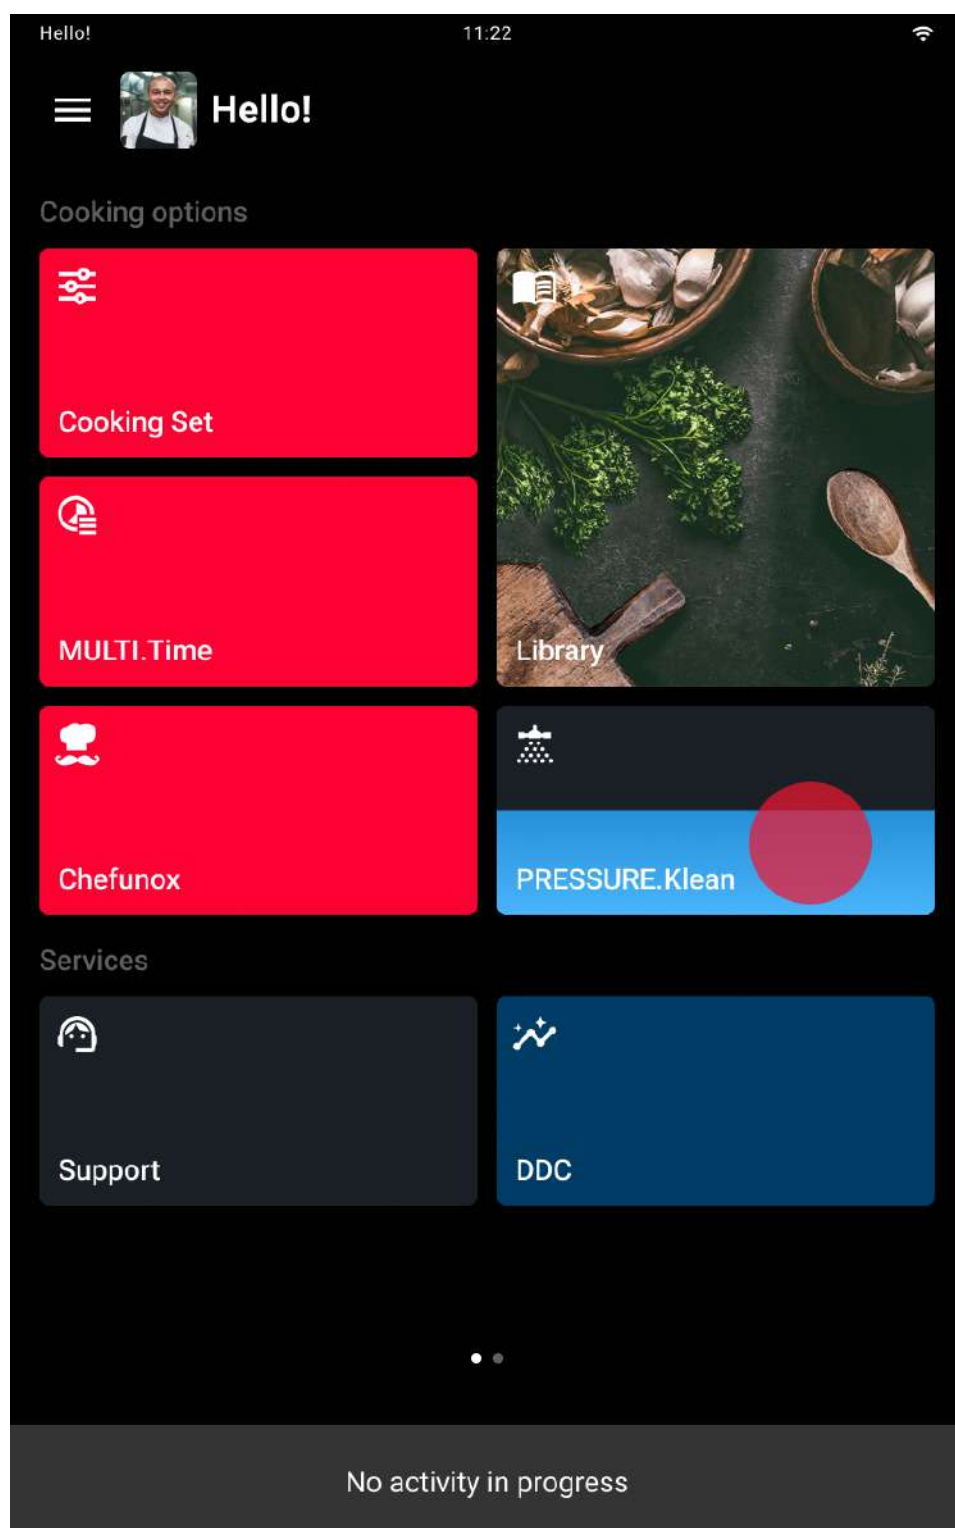 Hello!
11:22
Hello!
Cooking options
Cooking Set
MULTI.Time
Library
Chefunox
PRESSURE.Klean
Services
Support
DDC
No activity in progress